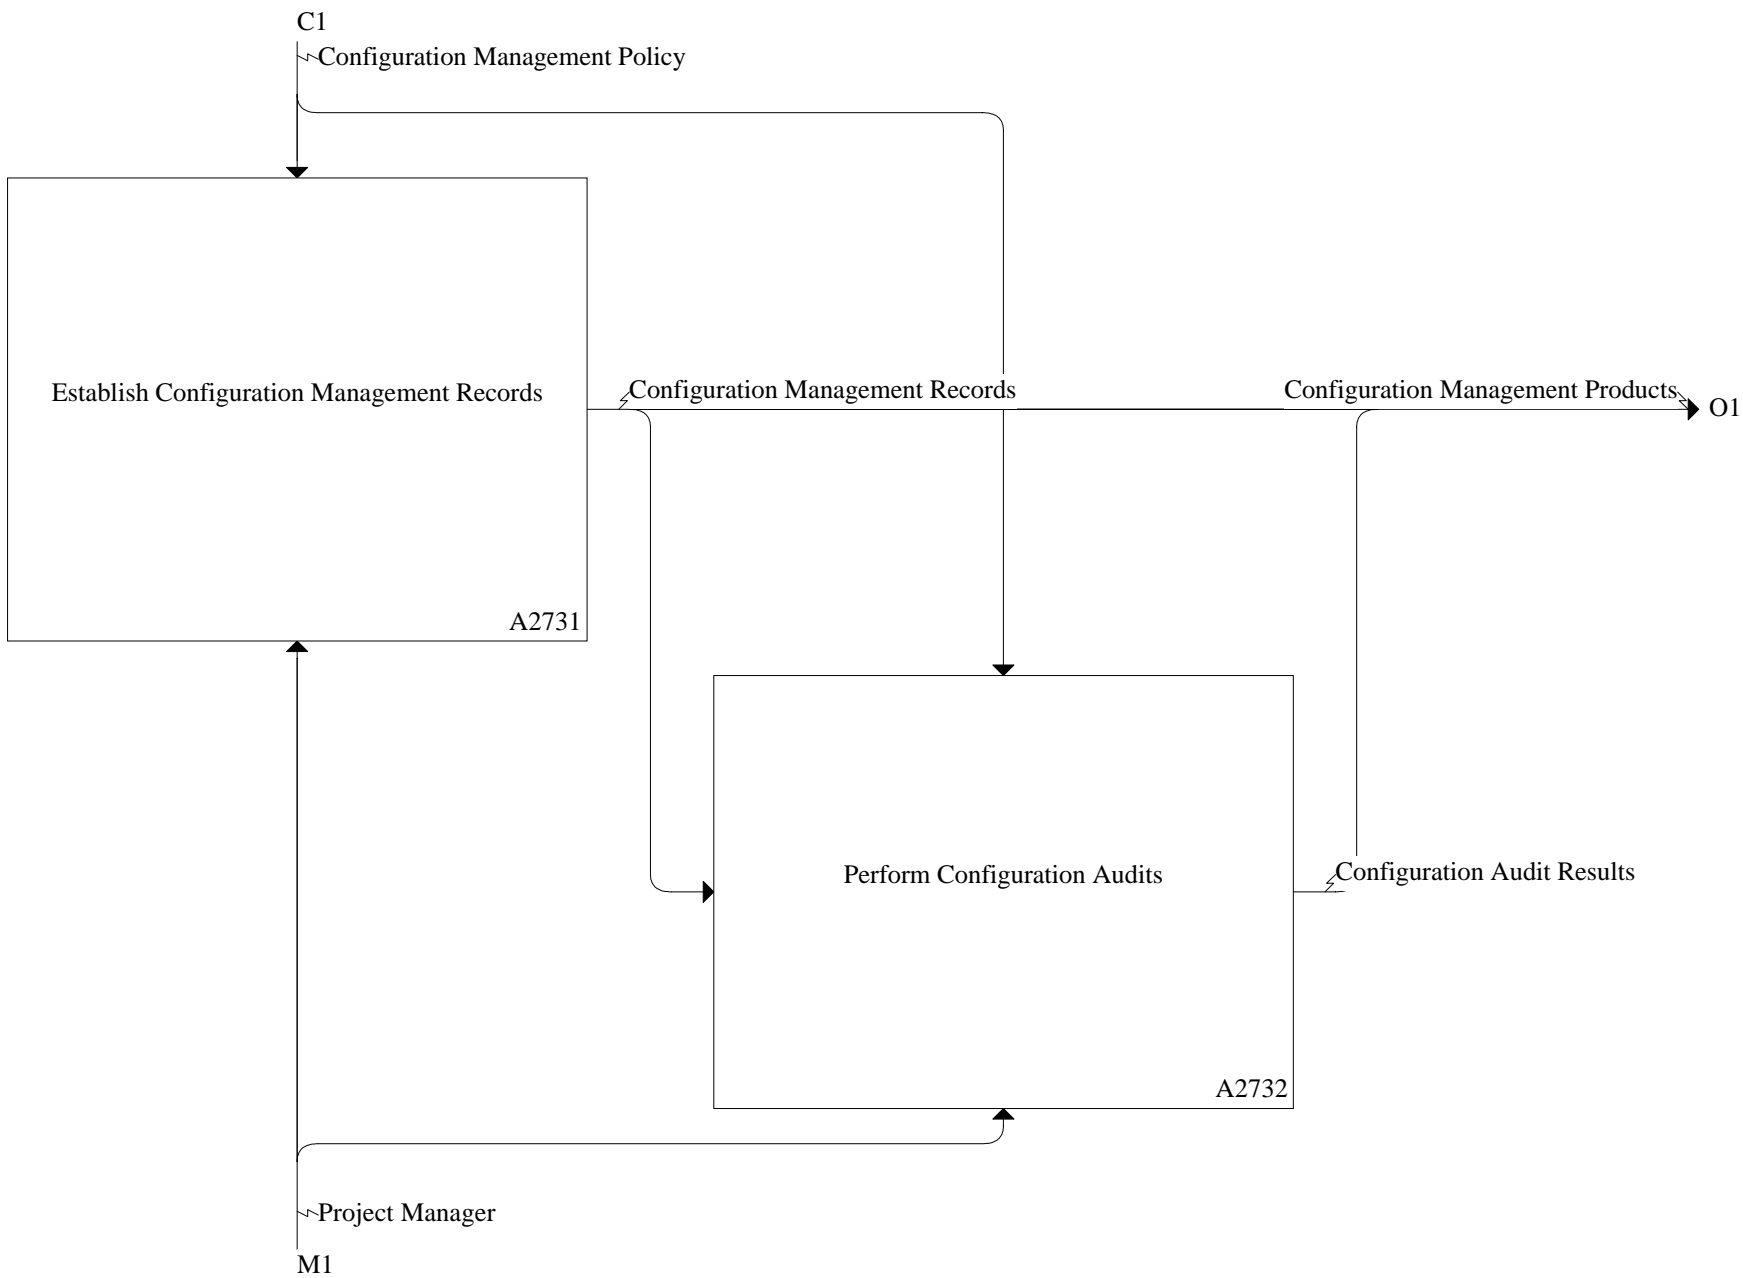 C1
Configuration Management Policy
Establish Configuration Management Records
Configuration Management Records
Configuration Management Products
O1
A2731
Perform Configuration Audits
Configuration Audit Results
A2732
Project Manager
M1